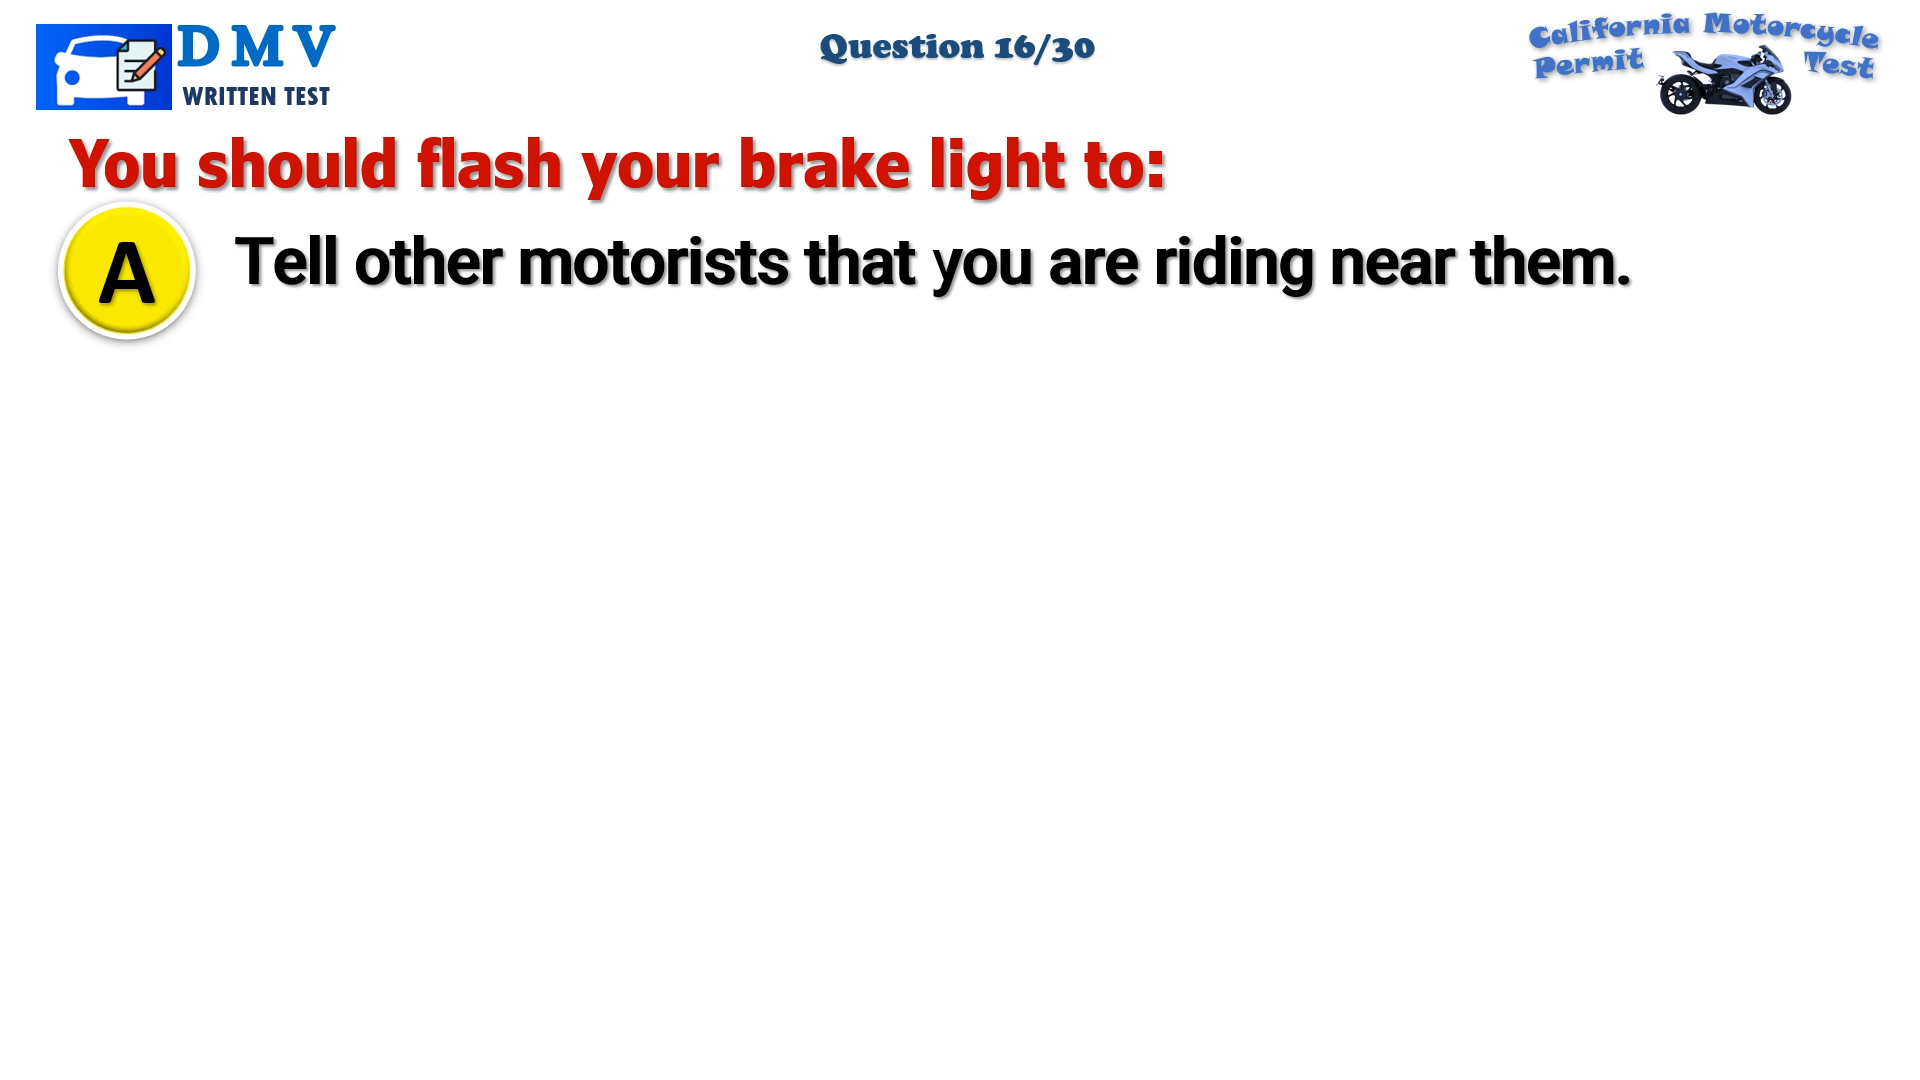 DMV
WRITTEN TEST
Question 16/30
California Motorcycle
Permit Test
You should flash your brake light to:
A Tell other motorists that you are riding near them.